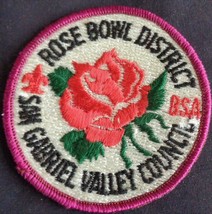 ROSE BOWL DISTRICT
BSA
SAN GABRIEL VALLEY COUNCIL